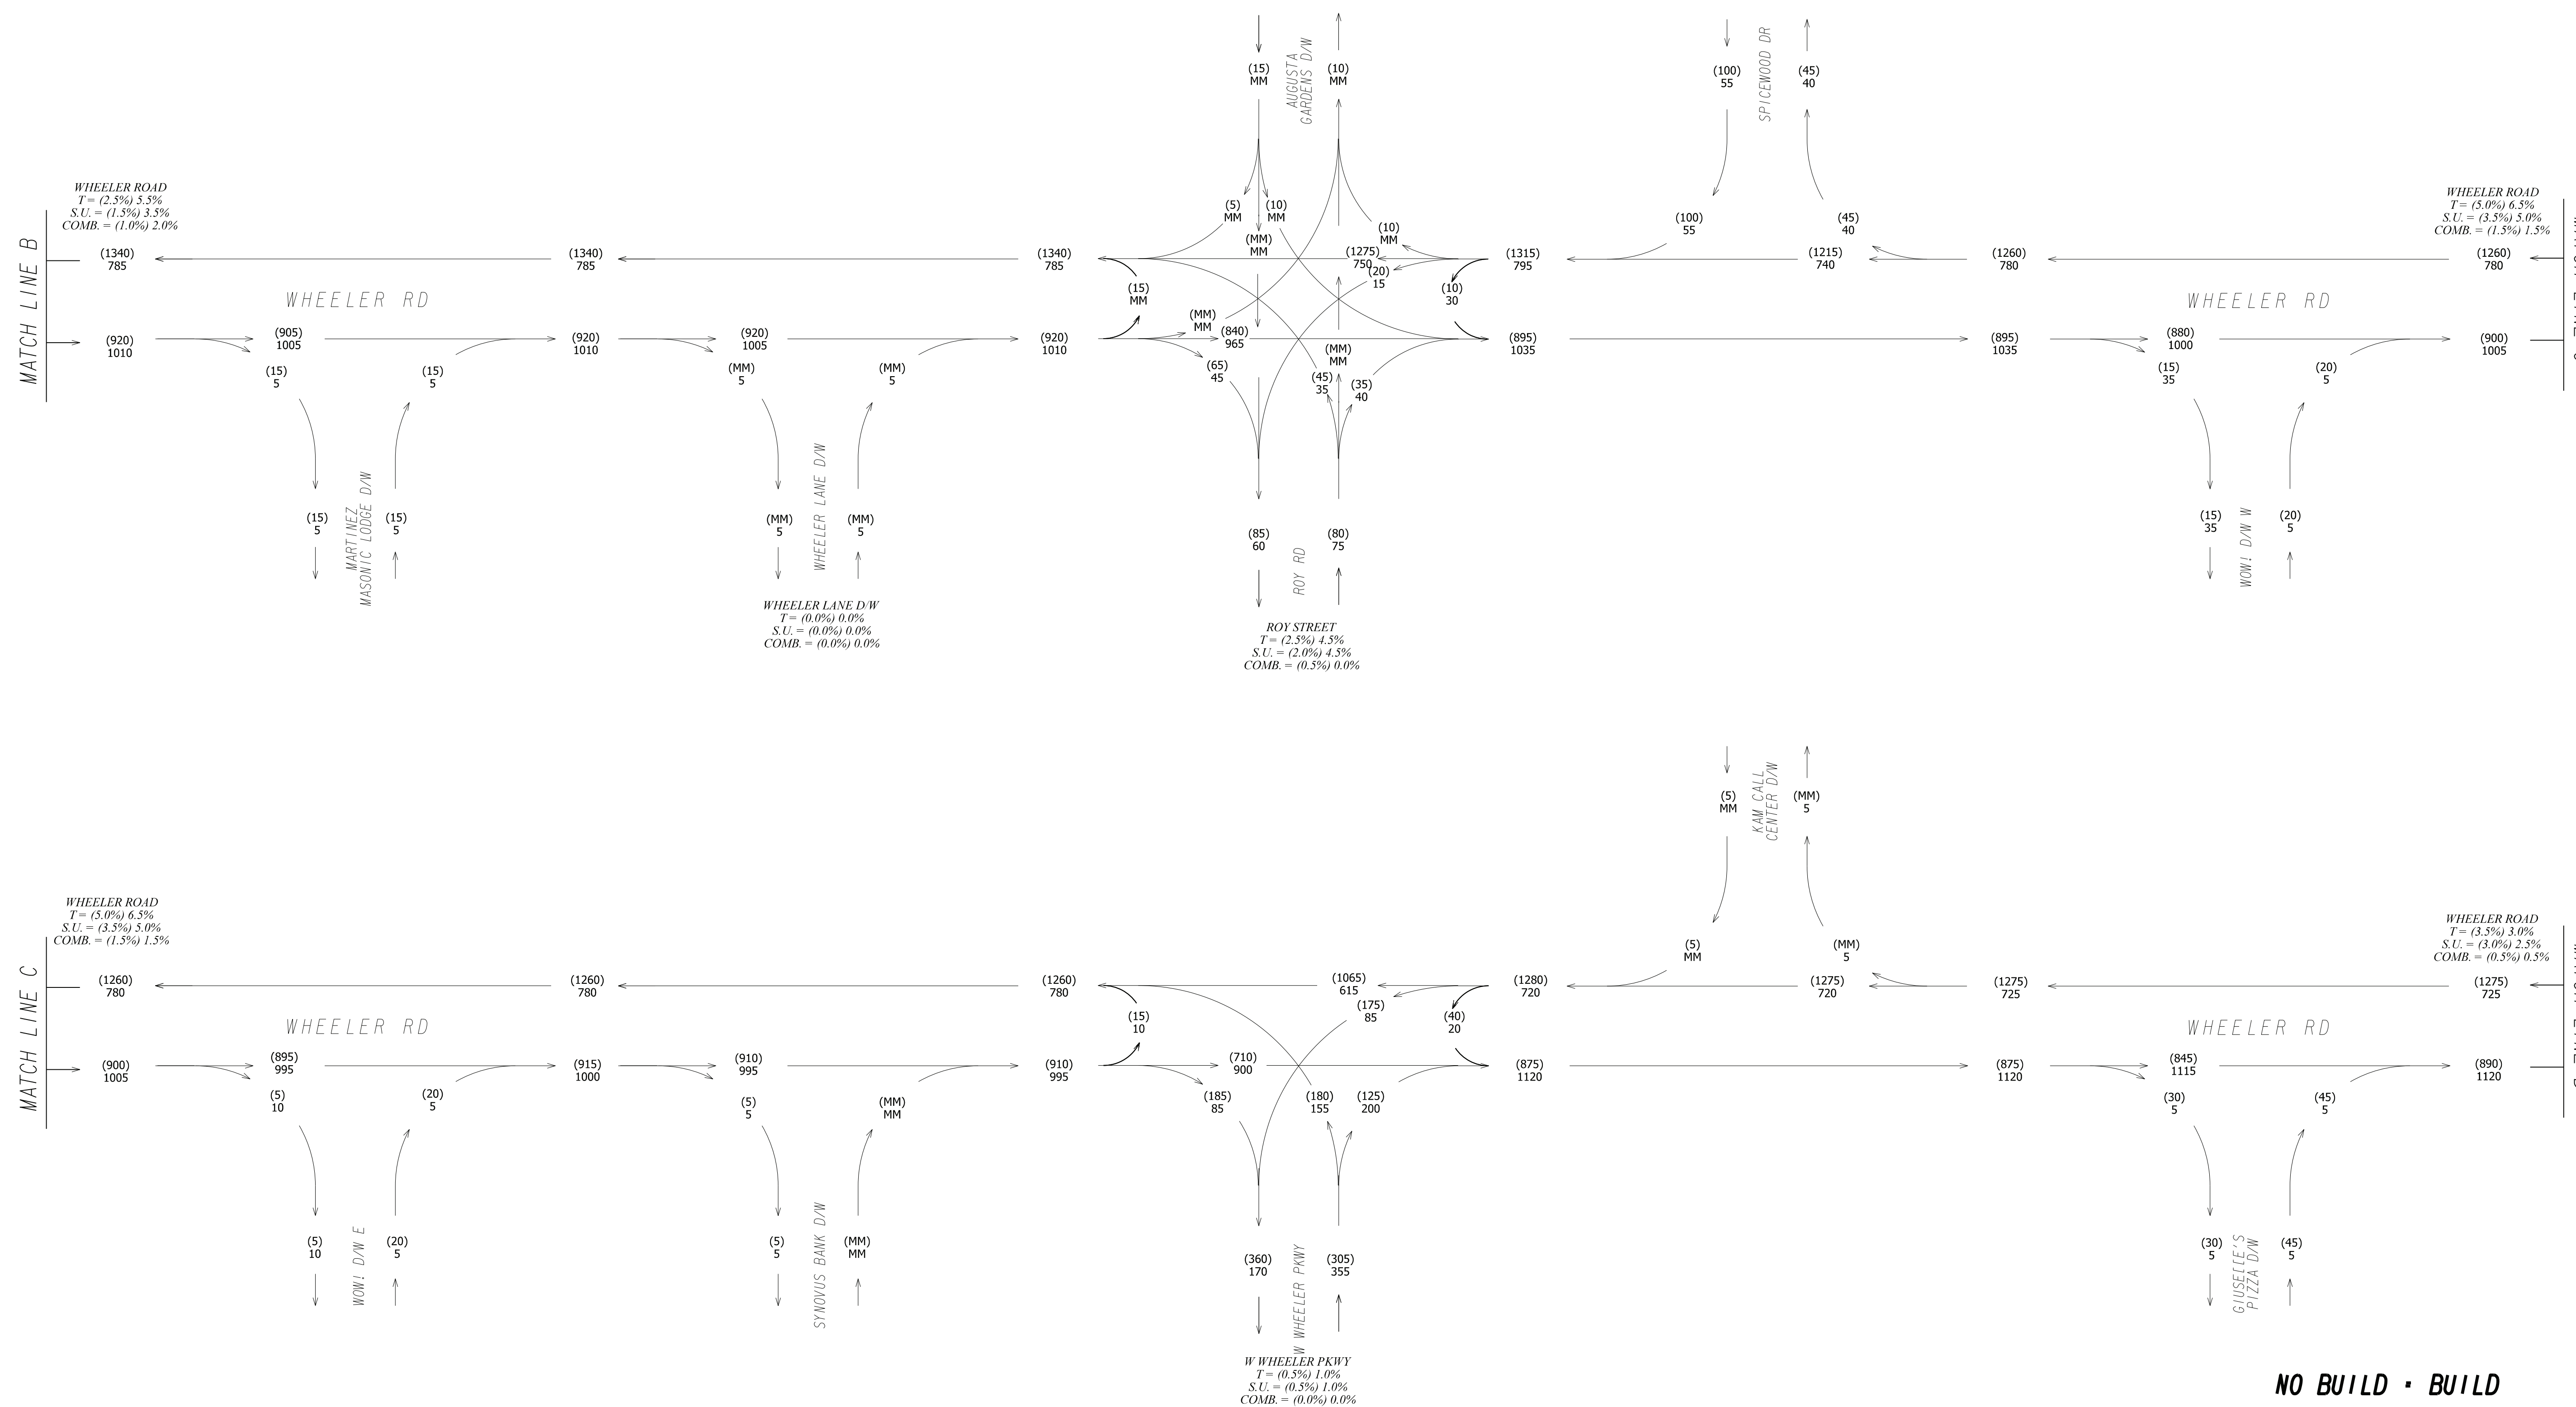 AUGUSTA
GARDENS D/W
(15)
MM
(10)
MM
SPICEWOOD DR
(100)
55
(45)
40
MATCH LINE B
WHEELER ROAD
T = (2.5%) 5.5%
S.U. = (1.5%) 3.5%
COMB. = (1.0%) 2.0%
WHEELER ROAD
T = (5.0%) 6.5%
S.U. = (3.5%) 5.0%
COMB. = (1.5%) 1.5%
(5)
MM
(10)
MM
(MM)
MM
(10)
MM
(100)
55
(45)
40
(1340)
785
(1340)
785
(1340)
785
(1275)
750
(20)
15
(1315)
795
(1215)
740
(1260)
780
(1260)
780
WHEELER RD
(15)
MM
(10)
30
WHEELER RD
(920)
1010
(905)
1005
(920)
1010
(920)
1005
(920)
1010
(MM)
MM
(840)
965
(MM)
MM
(895)
1035
(895)
1035
(880)
1000
(900)
1005
(15)
5
(15)
5
(MM)
5
(MM)
5
(65)
45
(45)
35
(35)
40
(15)
35
(20)
5
(15)
5
MARTINEZ
MASONIC LODGE D/W
(15)
5
(MM)
5
WHEELER LANE D/W
(MM)
5
(85)
60
ROY RD
(80)
75
(15)
35
WOW! D/W W
(20)
5
WHEELER LANE D/W
T = (0.0%) 0.0%
S.U. = (0.0%) 0.0%
COMB. = (0.0%) 0.0%
ROY STREET
T = (2.5%) 4.5%
S.U. = (2.0%) 4.5%
COMB. = (0.5%) 0.0%
(5)
MM
KAM CALL
CENTER D/W
(MM)
5
MATCH LINE C
WHEELER ROAD
T = (5.0%) 6.5%
S.U. = (3.5%) 5.0%
COMB. = (1.5%) 1.5%
WHEELER ROAD
T = (3.5%) 3.0%
S.U. = (3.0%) 2.5%
COMB. = (0.5%) 0.5%
(5)
MM
(MM)
5
(1260)
780
(1260)
780
(1260)
780
(1065)
615
(175)
85
(1280)
720
(1275)
720
(1275)
725
(1275)
725
WHEELER RD
(15)
10
(40)
20
WHEELER RD
(900)
1005
(895)
995
(915)
1000
(910)
995
(910)
995
(710)
900
(875)
1120
(875)
1120
(845)
1115
(890)
1120
(5)
10
(20)
5
(5)
5
(MM)
MM
(185)
85
(180)
155
(125)
200
(30)
5
(45)
5
(5)
10
WOW! D/W E
(20)
5
(5)
5
SYNOVUS BANK D/W
(MM)
MM
(360)
170
W WHEELER PKWY
(305)
355
(30)
5
GIUSELLE'S
PIZZA D/W
(45)
5
W WHEELER PKWY
T = (0.5%) 1.0%
S.U. = (0.5%) 1.0%
COMB. = (0.0%) 0.0%
NO BUILD · BUILD